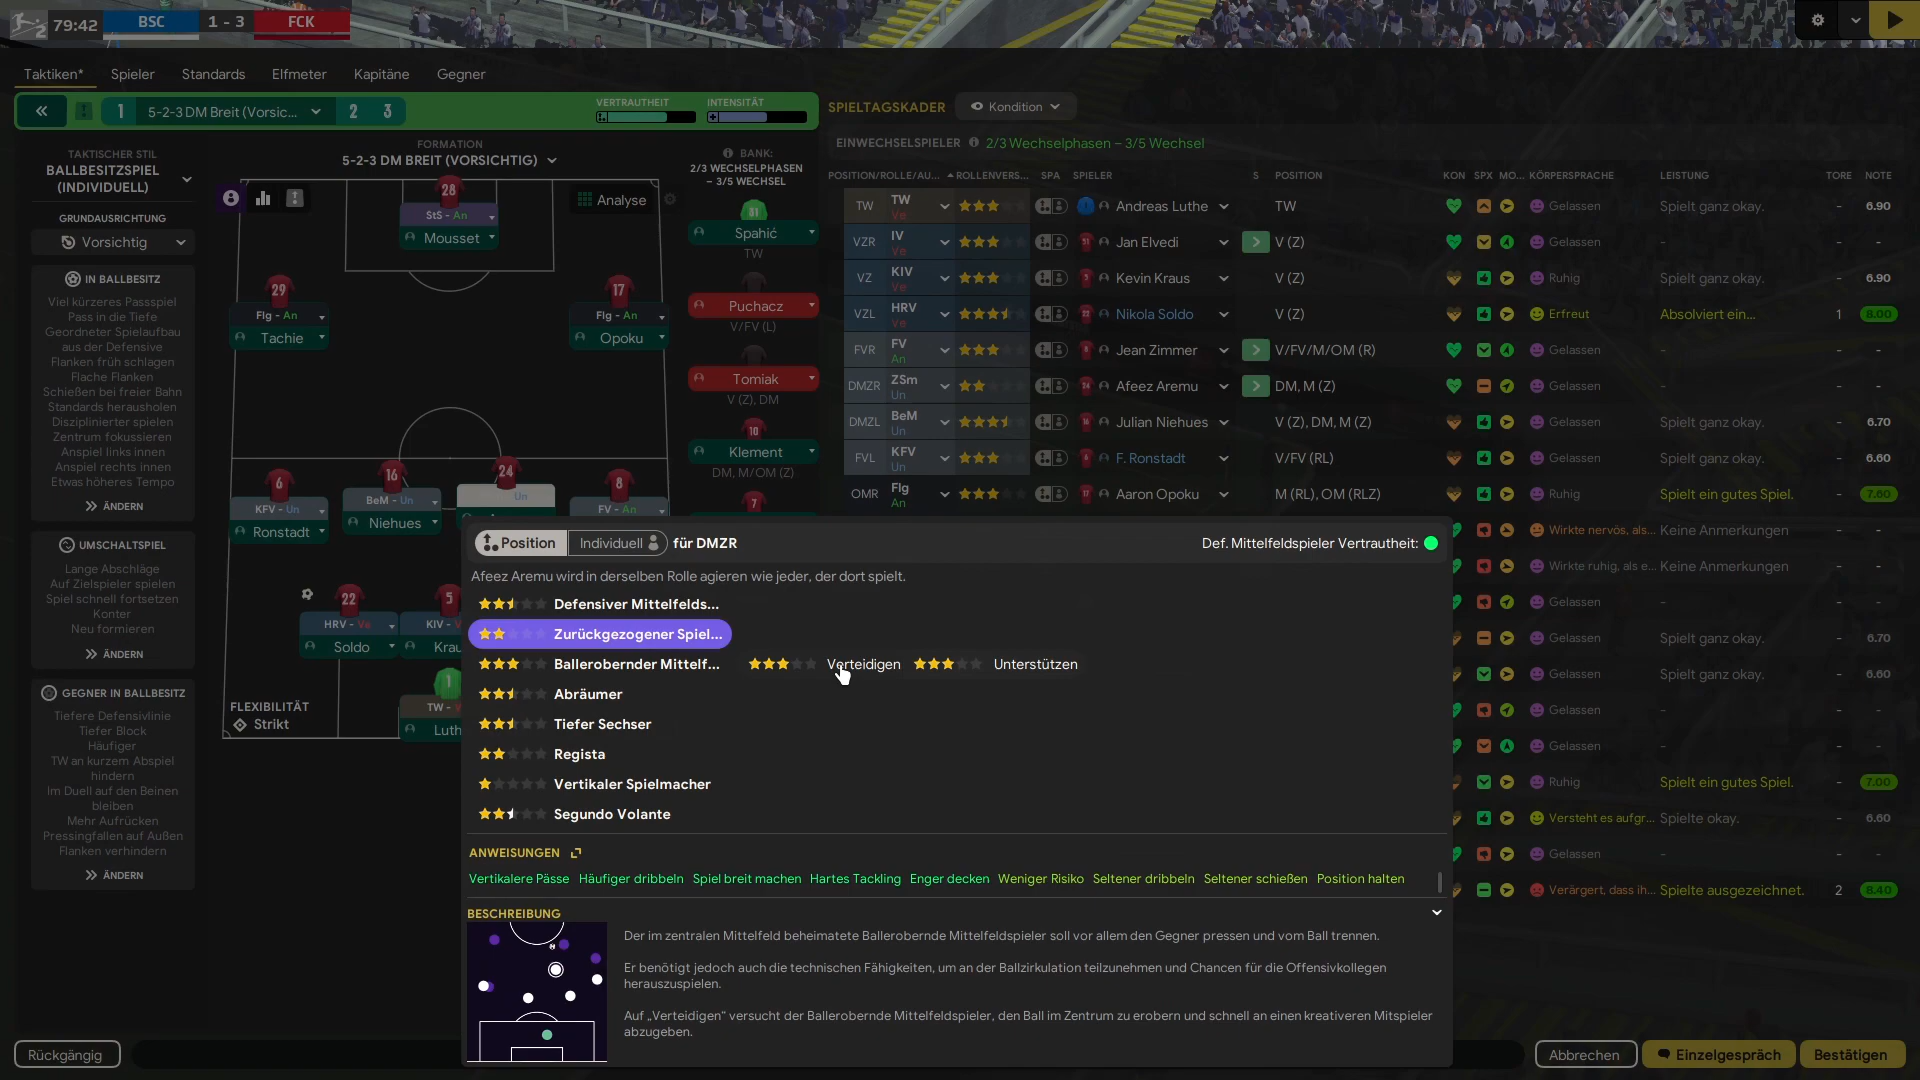 79:42 BSC 1 - 3 FCK
Taktiken* Spieler Standards Elfmeter Kapitäne Gegner
1 5-2-3 DM Breit (Vorsic... 2 3
VERTRAUTHEIT INTENSITÄT
TAKTISCHER STIL
BALLBESITZSPIEL
(INDIVIDUELL)
GRUNDAUSRICHTUNG
Vorsichtig
IN BALLBESITZ
Viel kürzeres Passspiel
Pass in die Tiefe
Geordneter Spielaufbau
aus der Defensive
Flanken früh schlagen
Flache Flanken
Schießen bei freier Bahn
Standards herausholen
Disziplinierter spielen
Zentrum fokussieren
Anspiel links innen
Anspiel rechts innen
Etwas höheres Tempo
ÄNDERN
UMSCHALTSPIEL
Lange Abschläge
Auf Zielspieler spielen
Spiel schnell fortsetzen
Konter
Neu formieren
ÄNDERN
GEGNER IN BALLBESITZ
Tiefere Defensivlinie
Tiefer Block
Häufiger
TW an kurzem Abspiel
hindern
Im Duell auf den Beinen
bleiben
Mehr Aufrücken
Pressingfallen auf Außen
Flanken verhindern
ÄNDERN
FORMATION
5-2-3 DM BREIT (VORSICHTIG)
Analyse
28
StS - An
Mousset
29
Flg - An
Tachie
17
Flg - An
Opoku
6
KFV - Un
Ronstadt
16
BeM - Un
Niehues
24
Un
8
FV - An
22
HRV - Ve
Soldo
5
KIV -
Krau
1
TW -
Luth
FLEXIBILITÄT
Strikt
BANK:
2/3 WECHSELPHASEN
– 3/5 WECHSEL
31
Spahić
TW
Puchacz
V/FV (L)
Tomiak
V (Z), DM
10
Klement
DM, M/OM (Z)
7
SPIELTAGSKADER Kondition
EINWECHSELSPIELER 2/3 Wechselphasen – 3/5 Wechsel
POSITION/ROLLE/AU... ROLLENVERS... SPA SPIELER S POSITION KON SPX MO... KÖRPERSPRACHE LEISTUNG TORE NOTE
TW TW Ve Andreas Luthe TW Gelassen Spielt ganz okay. - 6.90
VZR IV Ve Jan Elvedi V (Z) Gelassen - - -
VZ KIV Ve Kevin Kraus V (Z) Ruhig Spielt ganz okay. - 6.90
VZL HRV Ve Nikola Soldo V (Z) Erfreut Absolviert ein... 1 8.00
FVR FV An Jean Zimmer V/FV/M/OM (R) Gelassen - - -
DMZR ZSm Un Afeez Aremu DM, M (Z) Gelassen - - -
DMZL BeM Un Julian Niehues V (Z), DM, M (Z) Gelassen Spielt ganz okay. - 6.70
FVL KFV Un F. Ronstadt V/FV (RL) Gelassen Spielt ganz okay. - 6.60
OMR Flg An Aaron Opoku M (RL), OM (RLZ) Ruhig Spielt ein gutes Spiel. - 7.60
Wirkte nervös, als... Keine Anmerkungen - -
Wirkte ruhig, als e... Keine Anmerkungen - -
Gelassen - - -
Gelassen Spielt ganz okay. - 6.70
Gelassen Spielt ganz okay. - 6.60
Gelassen - - -
Gelassen - - -
Ruhig Spielt ein gutes Spiel. - 7.00
Versteht es aufgr... Spielte okay. - 6.60
Gelassen - - -
Verärgert, dass ih... Spielte ausgezeichnet. 2 8.40
Position Individuell für DMZR Def. Mittelfeldspieler Vertrautheit:
Afeez Aremu wird in derselben Rolle agieren wie jeder, der dort spielt.
Defensiver Mittelfelds...
Zurückgezogener Spiel...
Ballerobernder Mittelf... Verteidigen Unterstützen
Abräumer
Tiefer Sechser
Regista
Vertikaler Spielmacher
Segundo Volante
ANWEISUNGEN
Vertikalere Pässe Häufiger dribbeln Spiel breit machen Hartes Tackling Enger decken Weniger Risiko Seltener dribbeln Seltener schießen Position halten
BESCHREIBUNG
Der im zentralen Mittelfeld beheimatete Ballerobernde Mittelfeldspieler soll vor allem den Gegner pressen und vom Ball trennen.
Er benötigt jedoch auch die technischen Fähigkeiten, um an der Ballzirkulation teilzunehmen und Chancen für die Offensivkollegen
herauszuspielen.
Auf „Verteidigen“ versucht der Ballerobernde Mittelfeldspieler, den Ball im Zentrum zu erobern und schnell an einen kreativeren Mitspieler
abzugeben.
Rückgängig Abbrechen Einzelgespräch Bestätigen